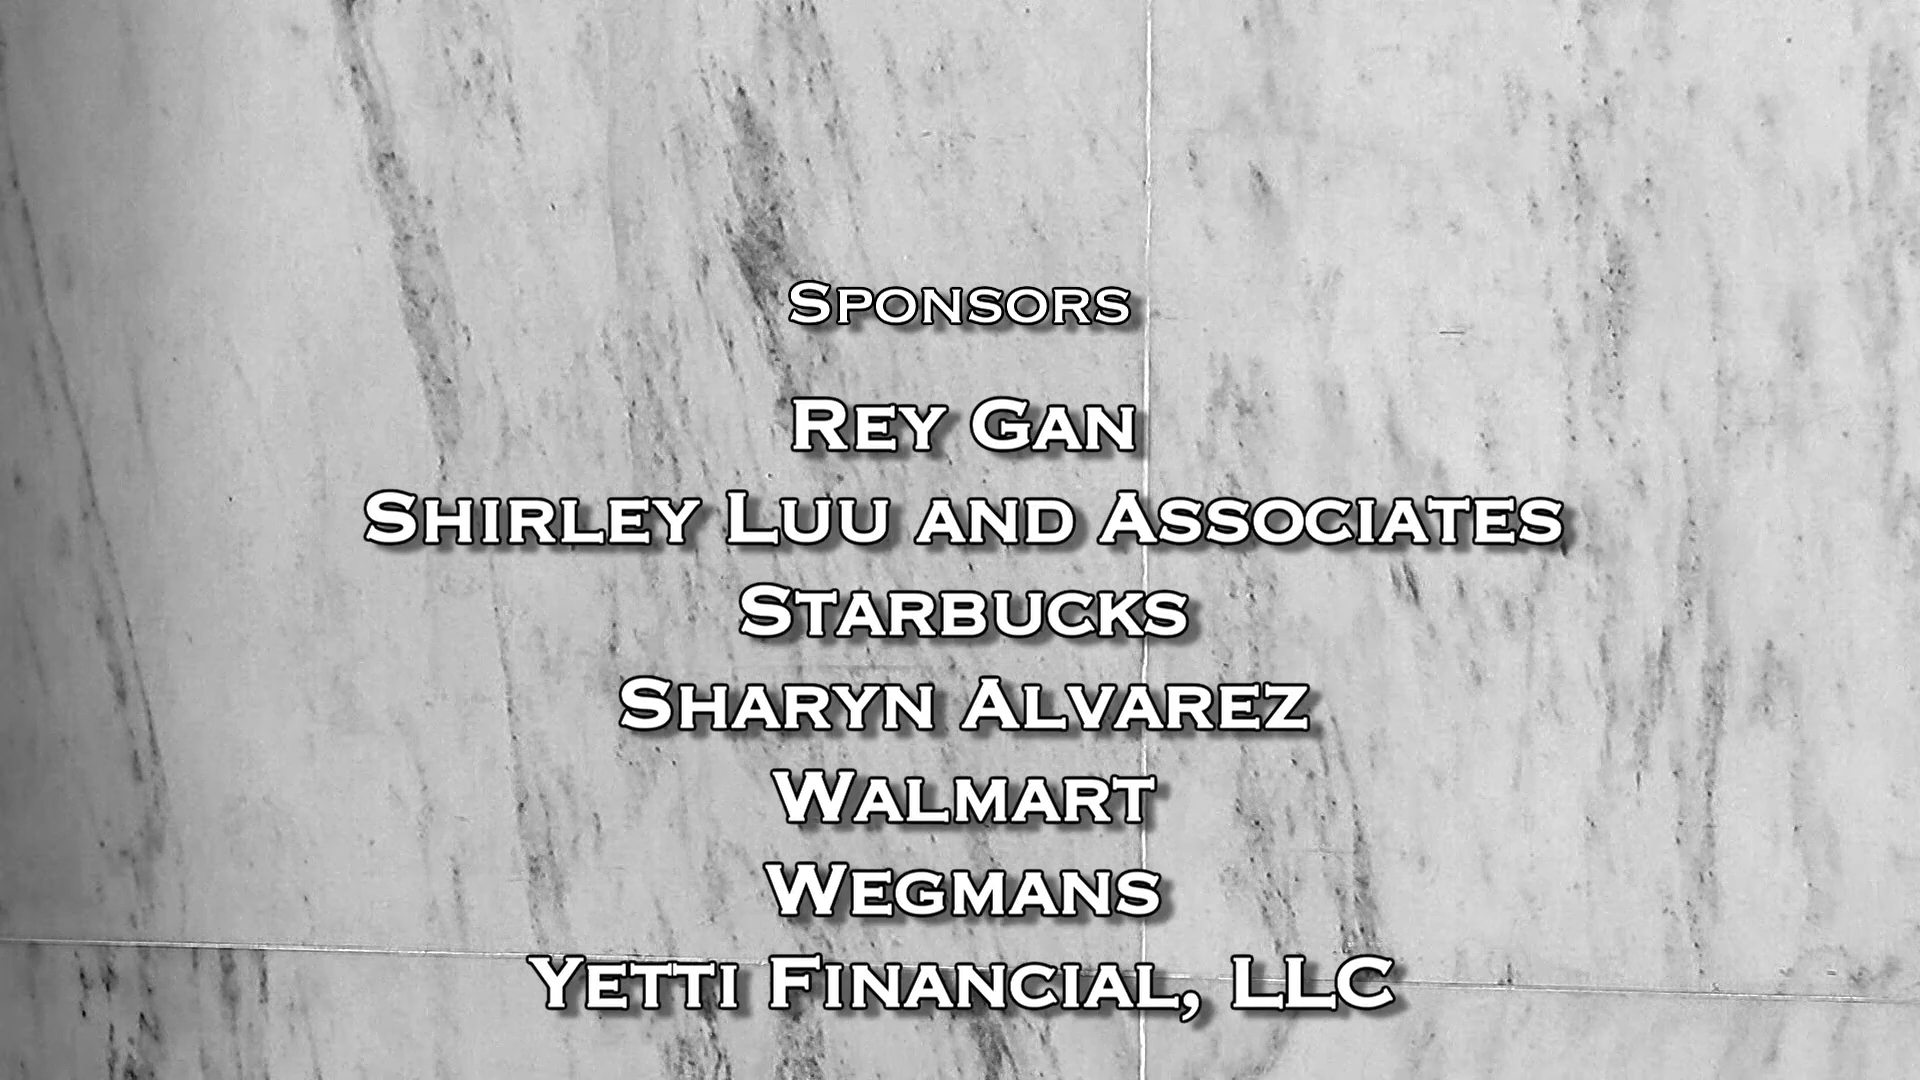 Sponsors
Rey Gan
Shirley Luu and Associates
Starbucks
Sharyn Alvarez
Walmart
Wegmans
Yetti Financial, LLC